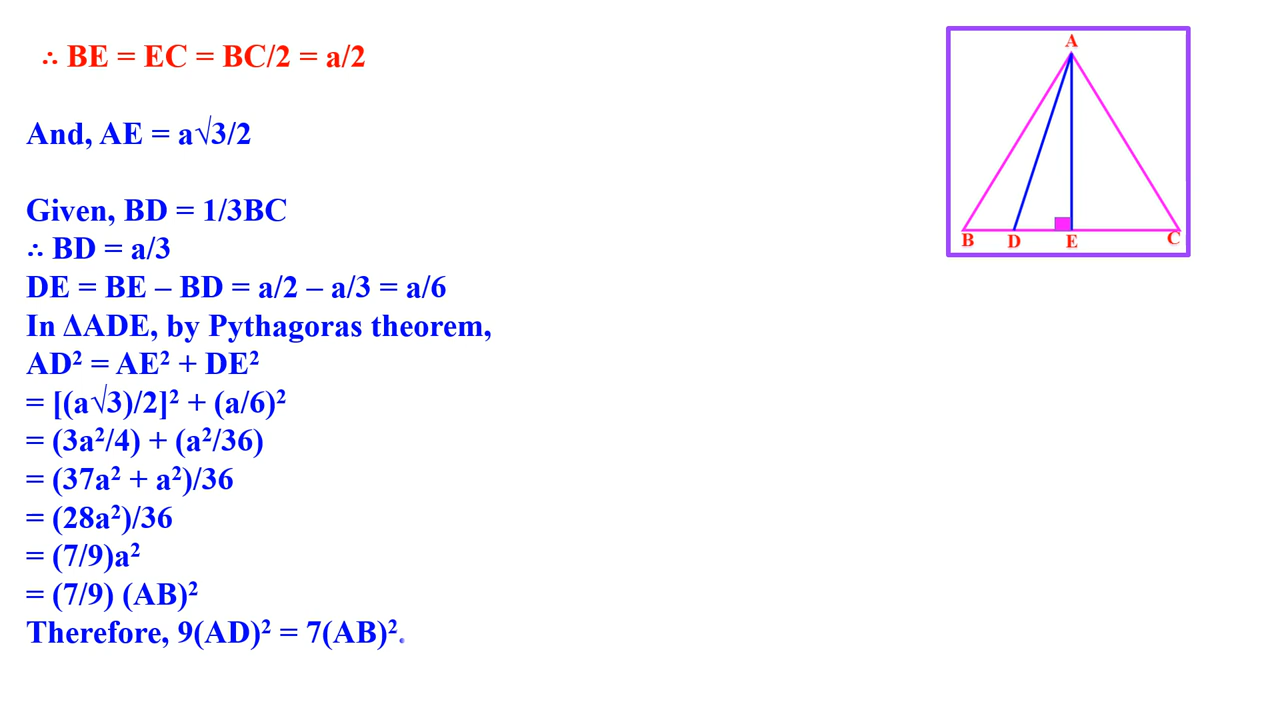 ∴ BE = EC = BC/2 = a/2
And, AE = a√3/2
Given, BD = 1/3BC
∴ BD = a/3
DE = BE – BD = a/2 – a/3 = a/6
In ΔADE, by Pythagoras theorem,
AD² = AE² + DE²
= [(a√3)/2]² + (a/6)²
= (3a²/4) + (a²/36)
= (37a² + a²)/36
= (28a²)/36
= (7/9)a²
= (7/9) (AB)²
Therefore, 9(AD)² = 7(AB)².
A
B D E C